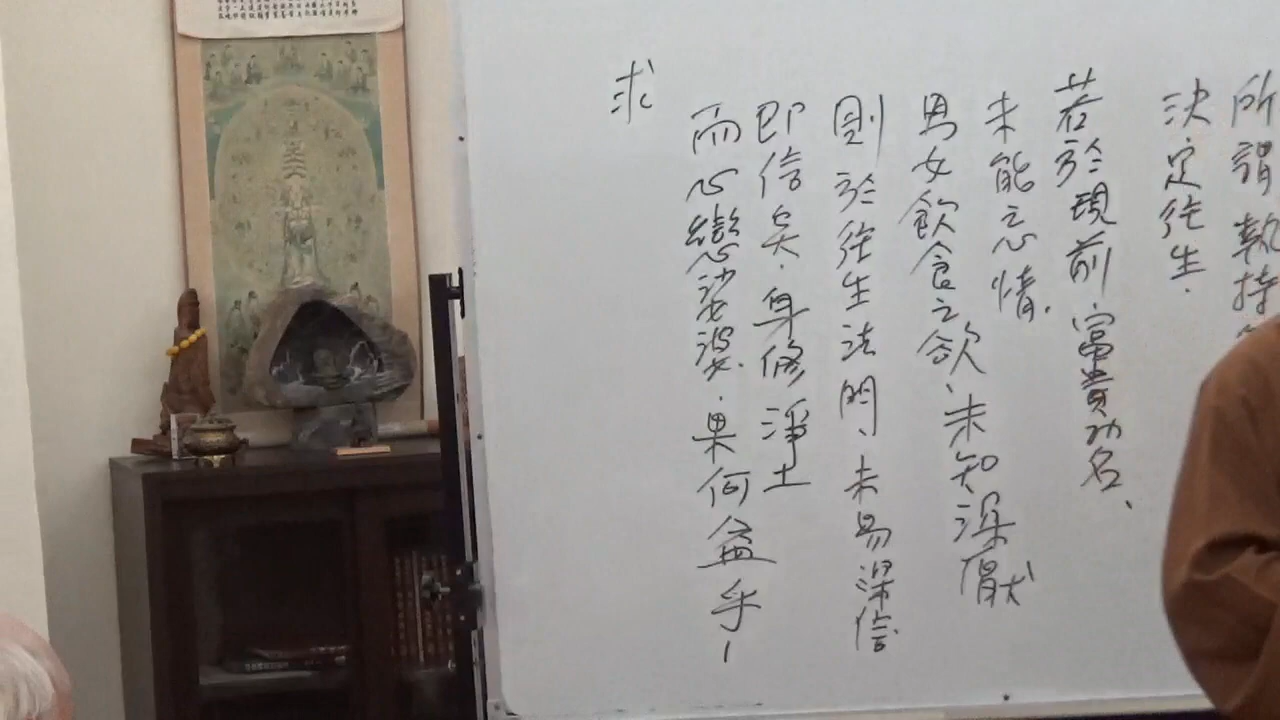 所謂執持
決定往生.
若於現前富貴功名、
未能忘情.
男女飲食之欲、未知深厭
則於往生法門、未易深信.
即信矣.身修淨土
而心戀娑婆.果何益乎!
求